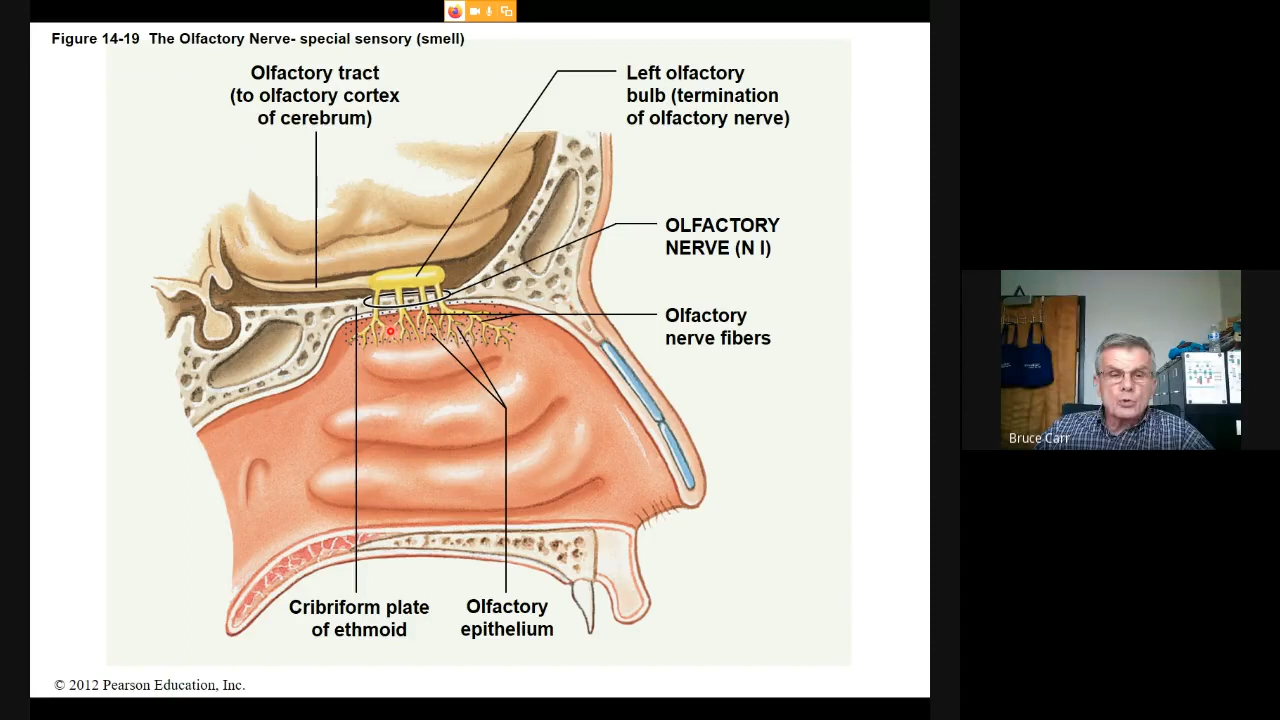 Figure 14-19 The Olfactory Nerve- special sensory (smell)
Olfactory tract
(to olfactory cortex
of cerebrum)
Left olfactory
bulb (termination
of olfactory nerve)
OLFACTORY
NERVE (N I)
Olfactory
nerve fibers
Cribriform plate
of ethmoid
Olfactory
epithelium
© 2012 Pearson Education, Inc.
Bruce Carr